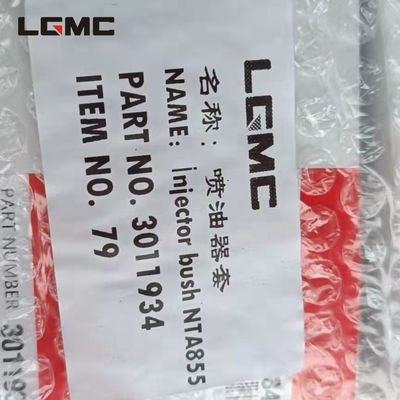 LGMC
LGMC
名称: 喷油器套
NAME: injector bush NTA855
PART NO. 3011934
ITEM NO. 79
PART NUMBER 30119